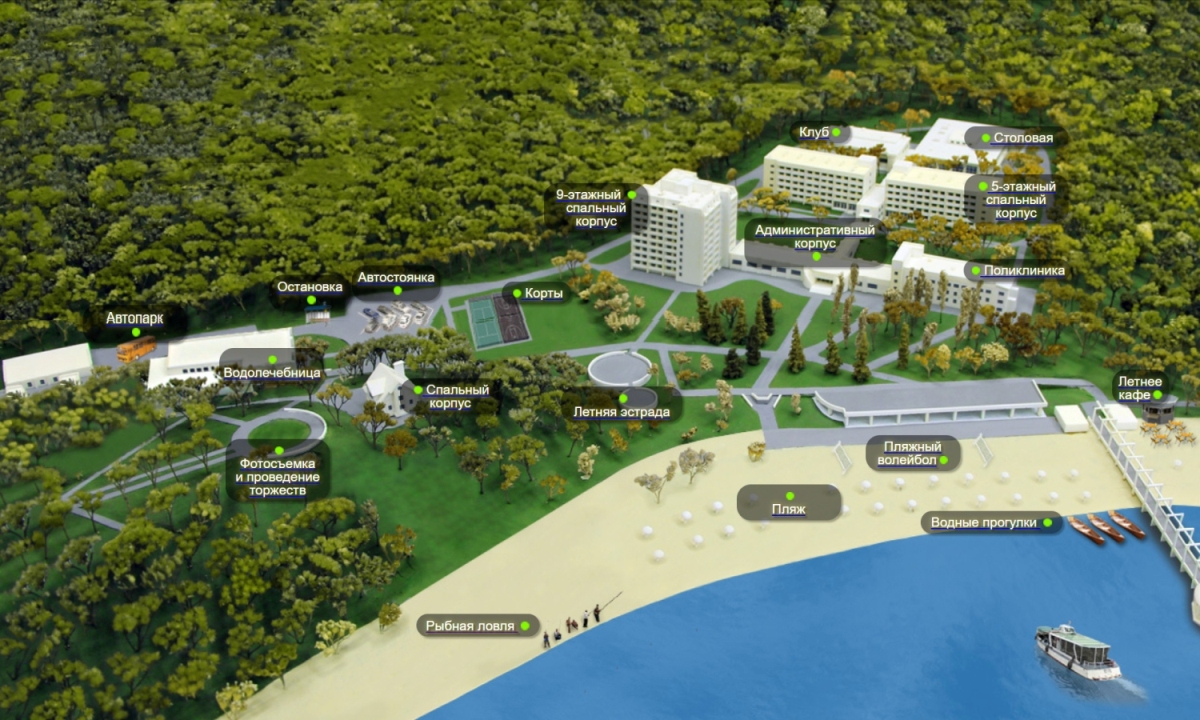 Клуб
Столовая
9-этажный
спальный
корпус
5-этажный
спальный
корпус
Административный
корпус
Поликлиника
Автостоянка
Остановка
Корты
Автопарк
Водолечебница
Спальный
корпус
Летняя эстрада
Летнее
кафе
Фотосъемка
и проведение
торжеств
Пляжный
волейбол
Пляж
Водные прогулки
Рыбная ловля